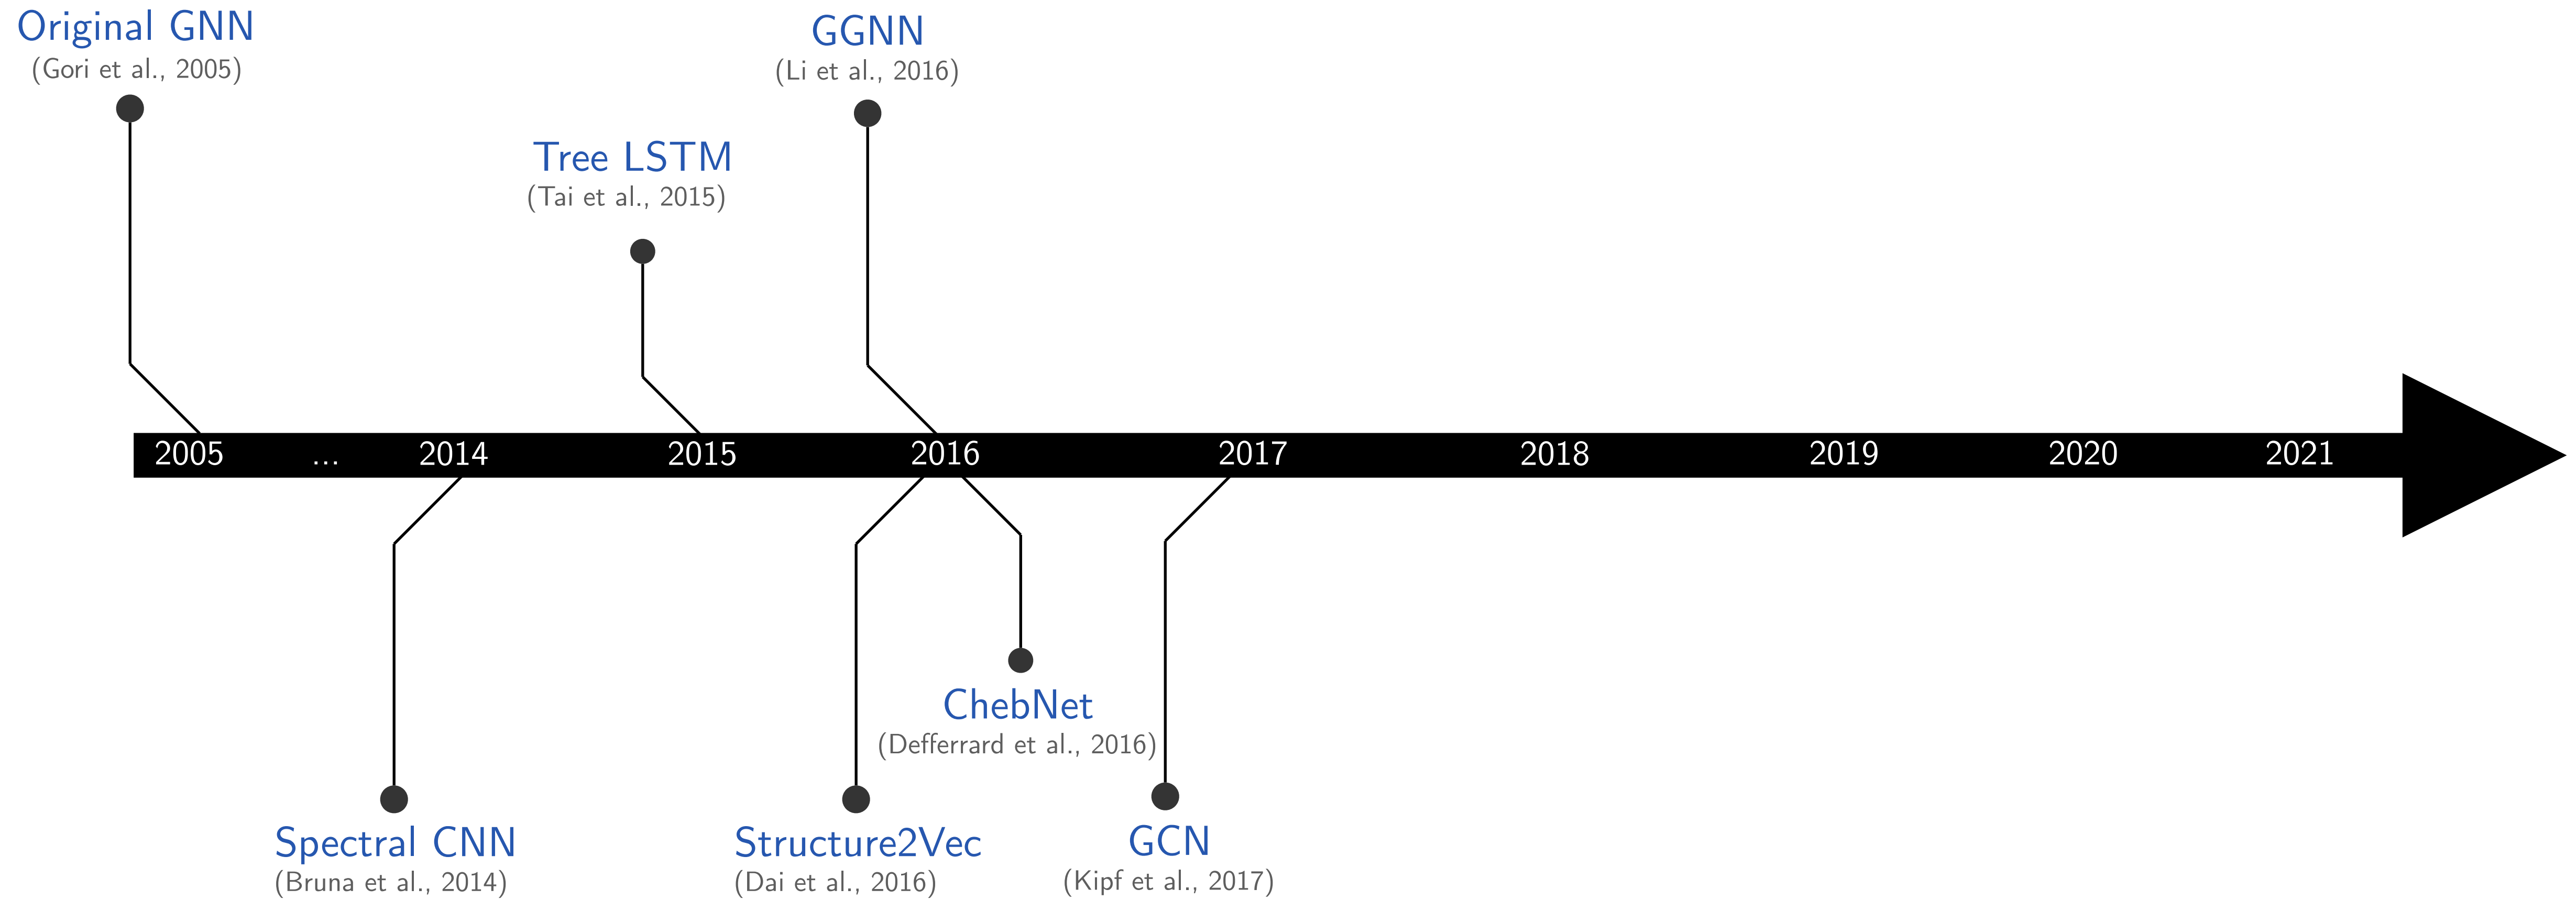 Original GNN
(Gori et al., 2005)
GGNN
(Li et al., 2016)
Tree LSTM
(Tai et al., 2015)
2005 ... 2014 2015 2016 2017 2018 2019 2020 2021
ChebNet
(Defferrard et al., 2016)
Spectral CNN
(Bruna et al., 2014)
Structure2Vec
(Dai et al., 2016)
GCN
(Kipf et al., 2017)